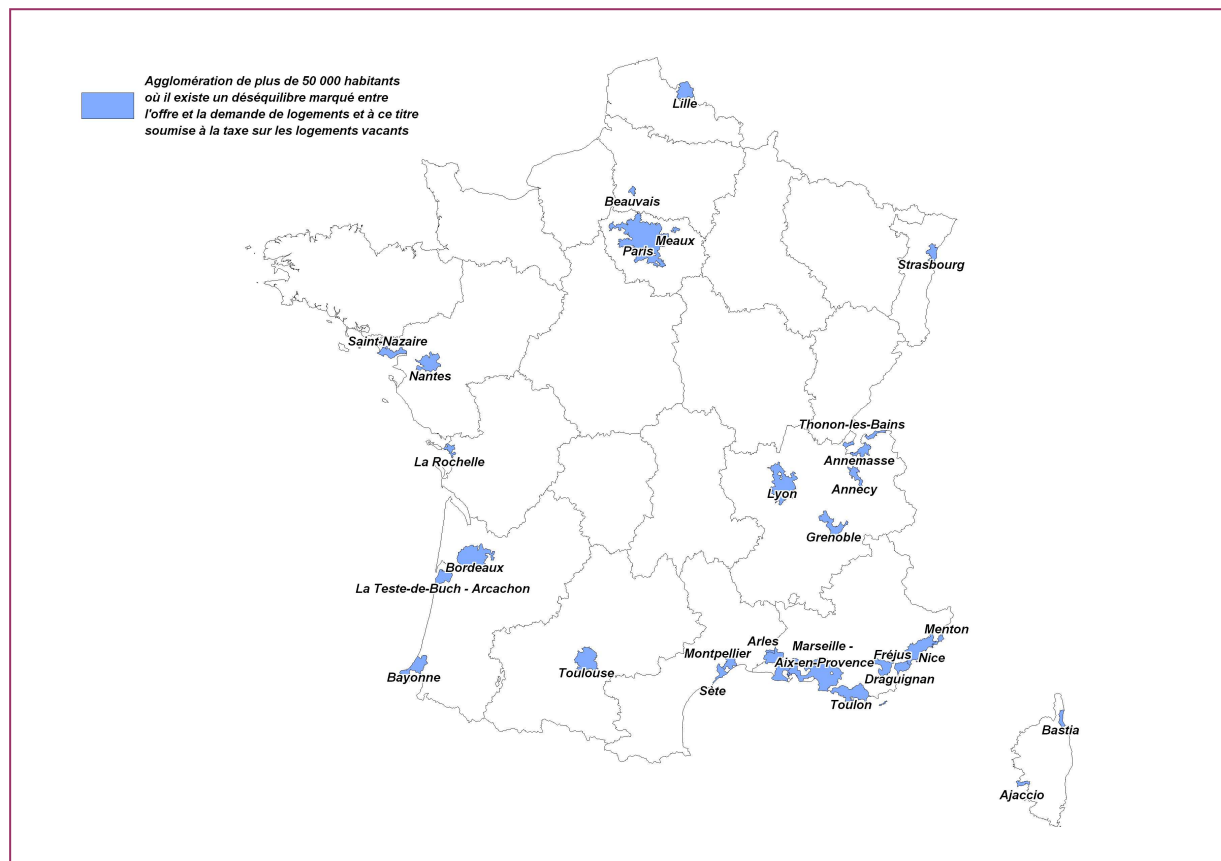 Agglomération de plus de 50 000 habitants
où il existe un déséquilibre marqué entre
l'offre et la demande de logements et à ce titre
soumise à la taxe sur les logements vacants
Lille
Beauvais
Meaux
Paris
Strasbourg
Saint-Nazaire
Nantes
Thonon-les-Bains
La Rochelle
Annemasse
Lyon
Annecy
Grenoble
Bordeaux
La Teste-de-Buch - Arcachon
Menton
Arles
Marseille -
Montpellier
Fréjus
Nice
Aix-en-Provence
Bayonne
Toulouse
Draguignan
Sète
Toulon
Bastia
Ajaccio